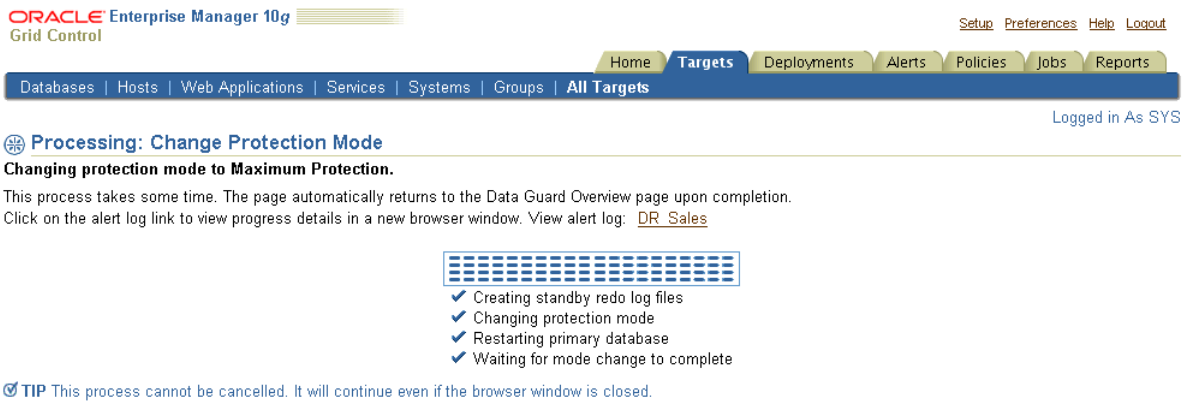 ORACLE Enterprise Manager 10g
Grid Control
Setup Preferences Help Logout
Home Targets Deployments Alerts Policies Jobs Reports
Databases | Hosts | Web Applications | Services | Systems | Groups | All Targets
Logged in As SYS
Processing: Change Protection Mode
Changing protection mode to Maximum Protection.
This process takes some time. The page automatically returns to the Data Guard Overview page upon completion.
Click on the alert log link to view progress details in a new browser window. View alert log: DR_Sales
Creating standby redo log files
Changing protection mode
Restarting primary database
Waiting for mode change to complete
TIP This process cannot be cancelled. It will continue even if the browser window is closed.